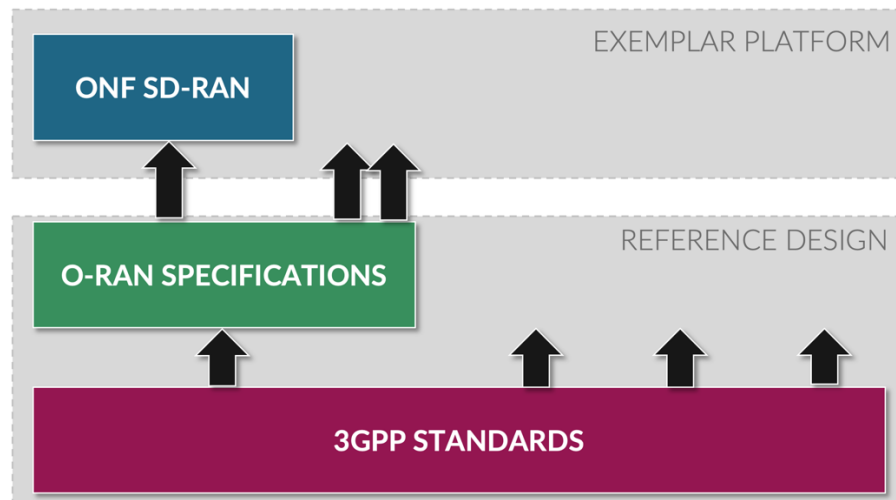 EXEMPLAR PLATFORM
ONF SD-RAN
REFERENCE DESIGN
O-RAN SPECIFICATIONS
3GPP STANDARDS